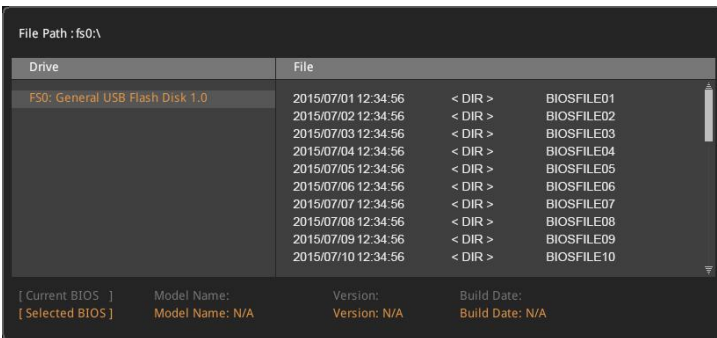 File Path : fs0:\
Drive File
FS0: General USB Flash Disk 1.0 2015/07/01 12:34:56 < DIR > BIOSFILE01
2015/07/02 12:34:56 < DIR > BIOSFILE02
2015/07/03 12:34:56 < DIR > BIOSFILE03
2015/07/04 12:34:56 < DIR > BIOSFILE04
2015/07/05 12:34:56 < DIR > BIOSFILE05
2015/07/06 12:34:56 < DIR > BIOSFILE06
2015/07/07 12:34:56 < DIR > BIOSFILE07
2015/07/08 12:34:56 < DIR > BIOSFILE08
2015/07/09 12:34:56 < DIR > BIOSFILE09
2015/07/10 12:34:56 < DIR > BIOSFILE10
[ Current BIOS ] Model Name: Version: Build Date:
[ Selected BIOS ] Model Name: N/A Version: N/A Build Date: N/A